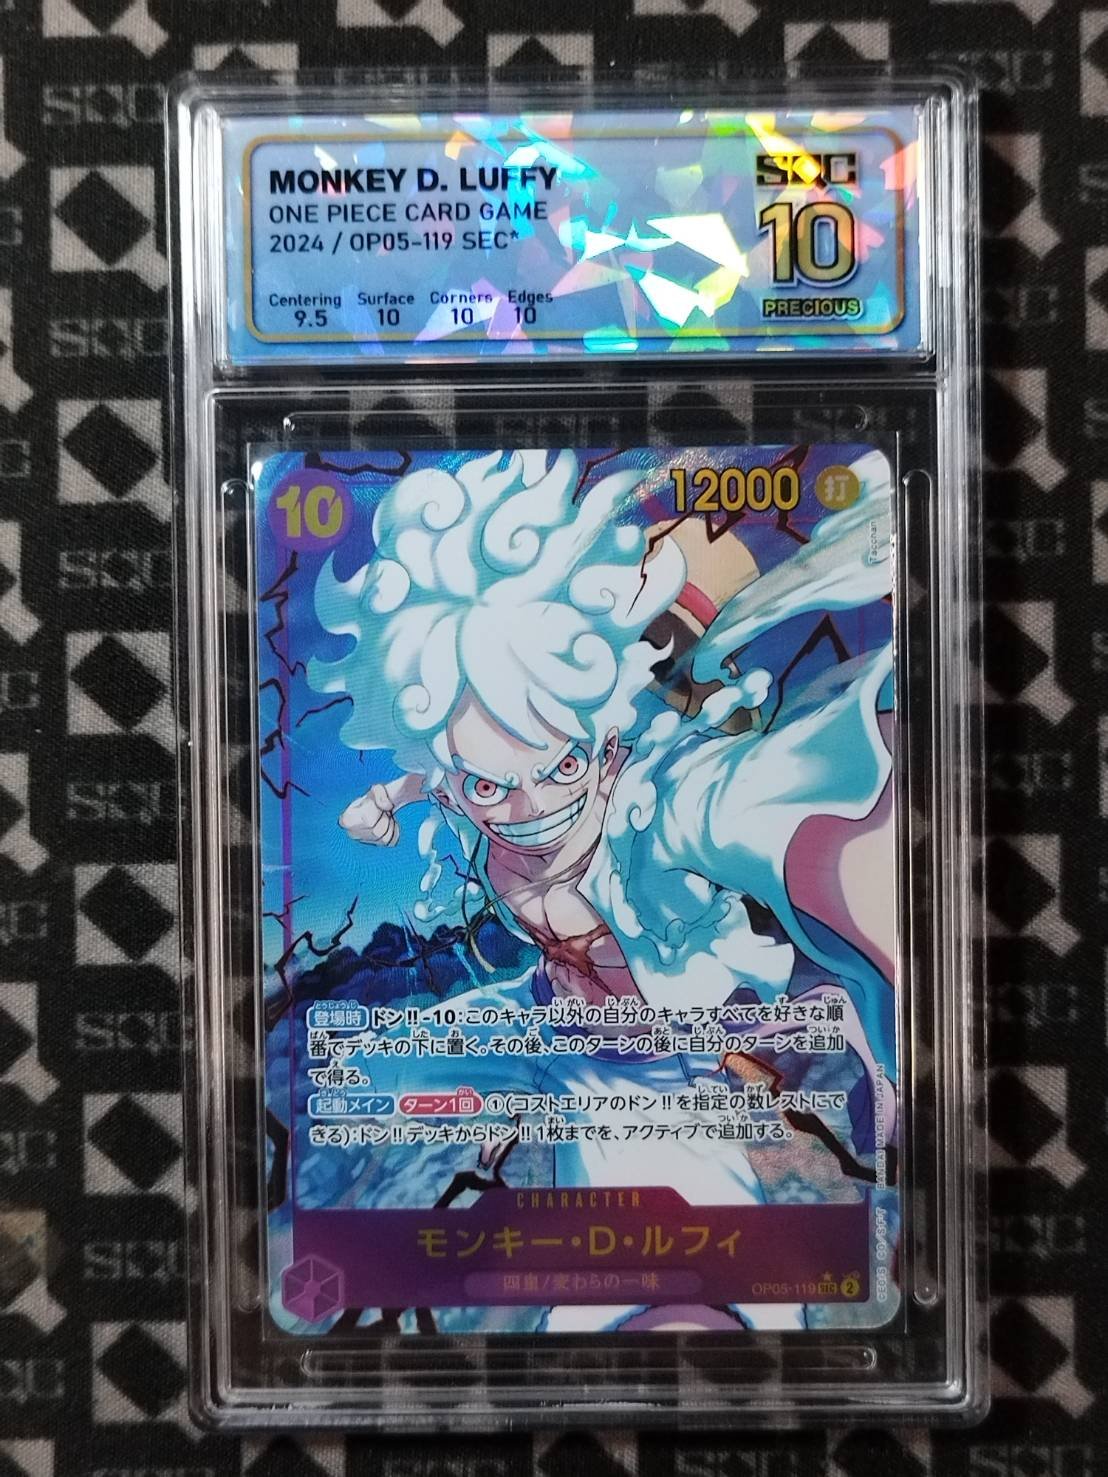 MONKEY D. LUFFY
ONE PIECE CARD GAME
2024 / OP05-119 SEC*
Centering Surface Corners Edges
9.5 10 10 10
SQC
10
PRECIOUS
10
12000 打
Tacchan
登場時 ドン!!-10:このキャラ以外の自分のキャラすべてを好きな順
番でデッキの下に置く。その後、このターンの後に自分のターンを追加
で得る。
起動メイン ターン1回 ①(コストエリアのドン!!を指定の数レストにで
きる):ドン!!デッキからドン!!1枚までを、アクティブで追加する。
CHARACTER
モンキー・D・ルフィ
四皇/麦わらの一味
OP05-119 SEC 2
BANDAI MADE IN JAPAN